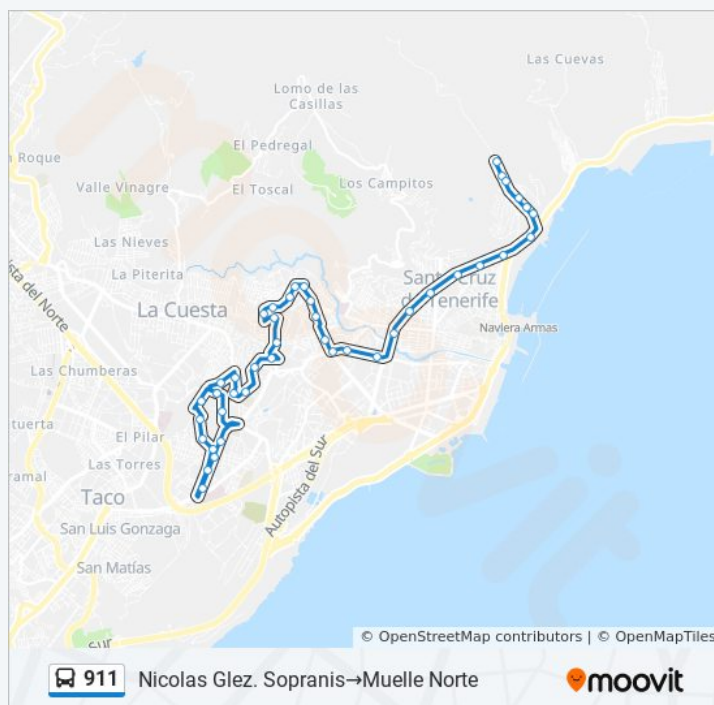 Las Cuevas
Lomo de las
Casillas
El Pedregal
Roque
Valle Vinagre
El Toscal
Los Campitos
Las Nieves
La Piterita
La Cuesta
Santa Cruz
de Tenerife
Naviera Armas
pista del Norte
Las Chumberas
El Pilar
Las Torres
Taco
San Luis Gonzaga
San Matías
Autopista del Sur
Sur
© OpenStreetMap contributors | © OpenMapTiles
911 Nicolas Glez. Sopranis→Muelle Norte
moovit